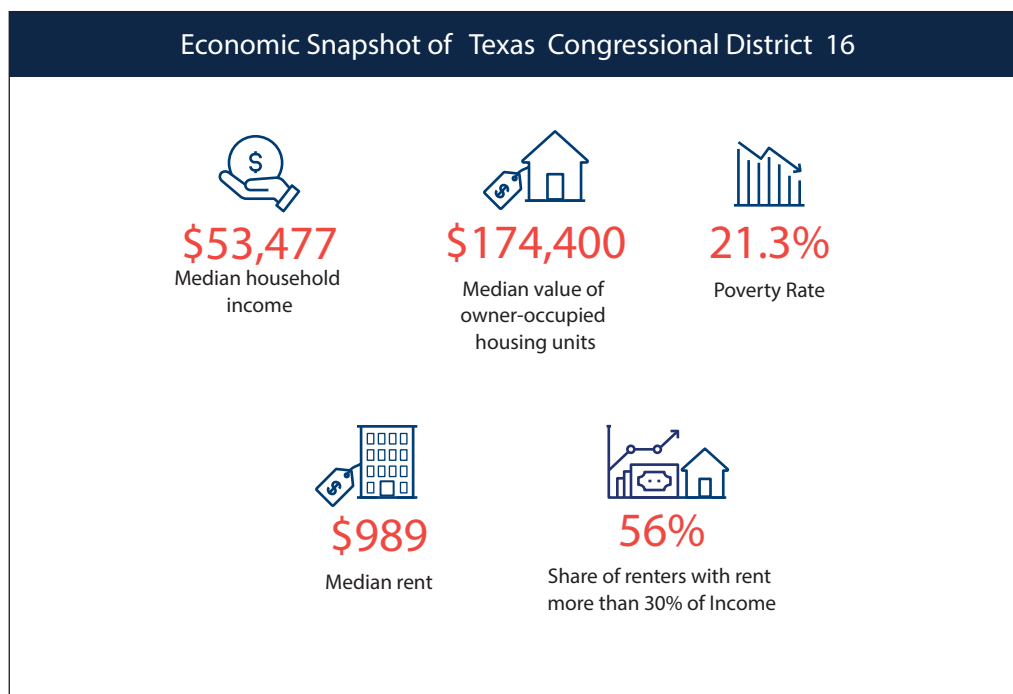 Economic Snapshot of Texas Congressional District 16
$
$
$53,477
Median household
income
$174,400
Median value of
owner-occupied
housing units
21.3%
Poverty Rate
$
$989
Median rent
56%
Share of renters with rent
more than 30% of Income